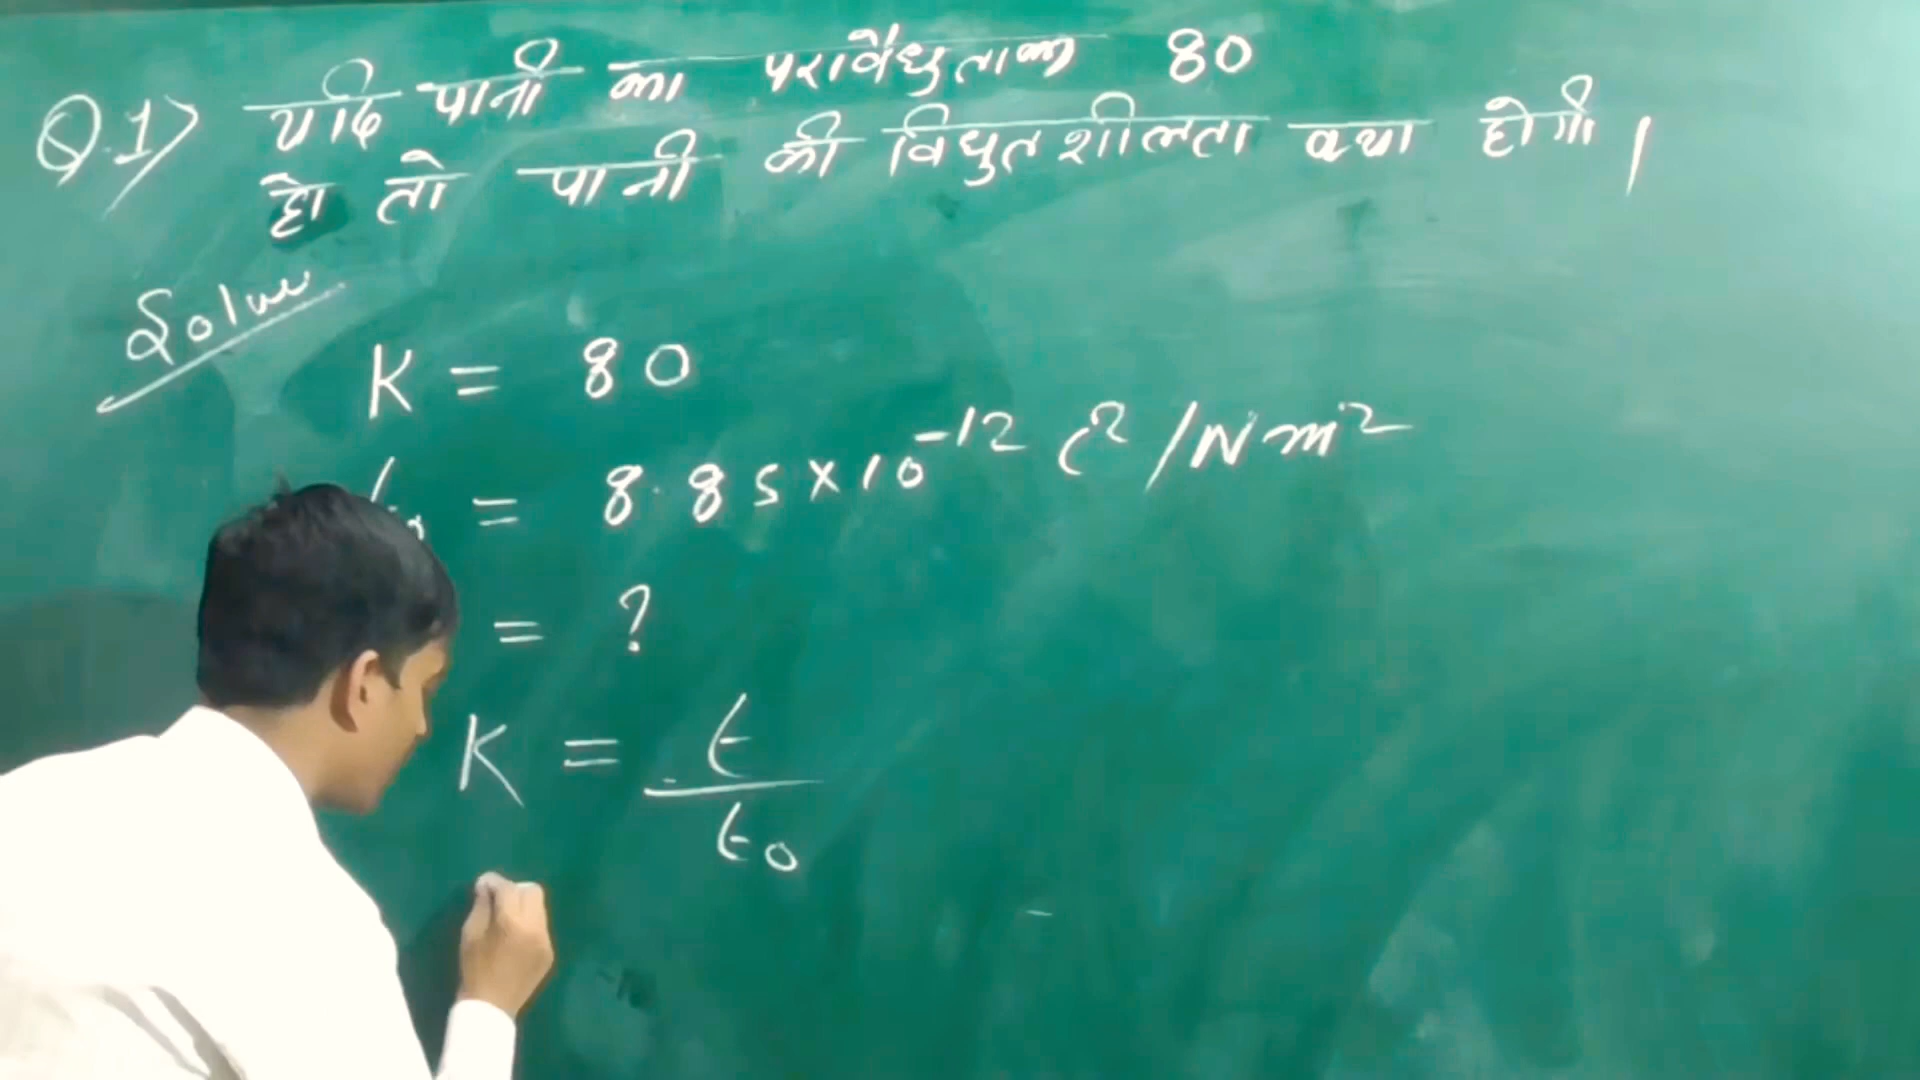 Q.1> यदि पानी का परावैधुतांक 80
हो तो पानी की विधुतशीलता क्या होगी।
Solve
K = 80
= 8.85×10⁻¹² C²/Nm²
= ?
K = ϵ / ϵ₀